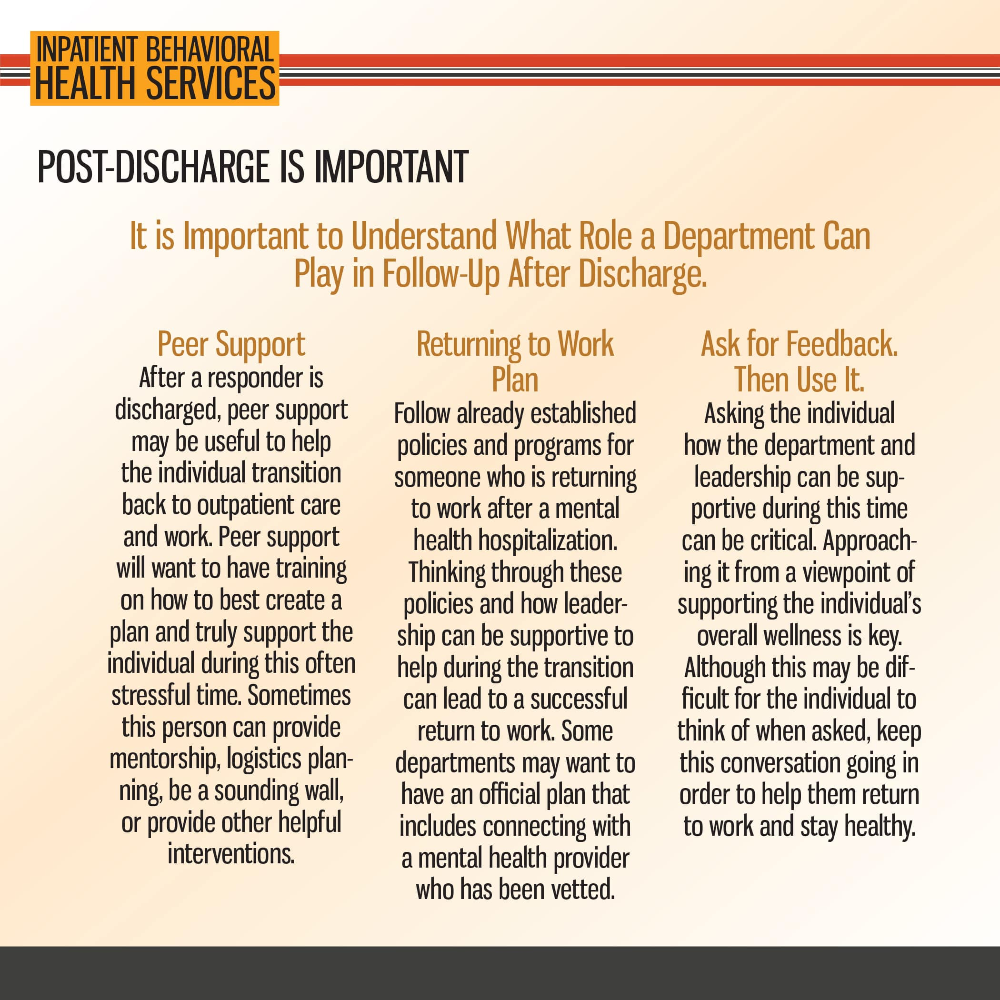 INPATIENT BEHAVIORAL
HEALTH SERVICES
POST-DISCHARGE IS IMPORTANT
It is Important to Understand What Role a Department Can
Play in Follow-Up After Discharge.
Peer Support
After a responder is
discharged, peer support
may be useful to help
the individual transition
back to outpatient care
and work. Peer support
will want to have training
on how to best create a
plan and truly support the
individual during this often
stressful time. Sometimes
this person can provide
mentorship, logistics plan-
ning, be a sounding wall,
or provide other helpful
interventions.
Returning to Work
Plan
Follow already established
policies and programs for
someone who is returning
to work after a mental
health hospitalization.
Thinking through these
policies and how leader-
ship can be supportive to
help during the transition
can lead to a successful
return to work. Some
departments may want to
have an official plan that
includes connecting with
a mental health provider
who has been vetted.
Ask for Feedback.
Then Use It.
Asking the individual
how the department and
leadership can be sup-
portive during this time
can be critical. Approach-
ing it from a viewpoint of
supporting the individual’s
overall wellness is key.
Although this may be dif-
ficult for the individual to
think of when asked, keep
this conversation going in
order to help them return
to work and stay healthy.